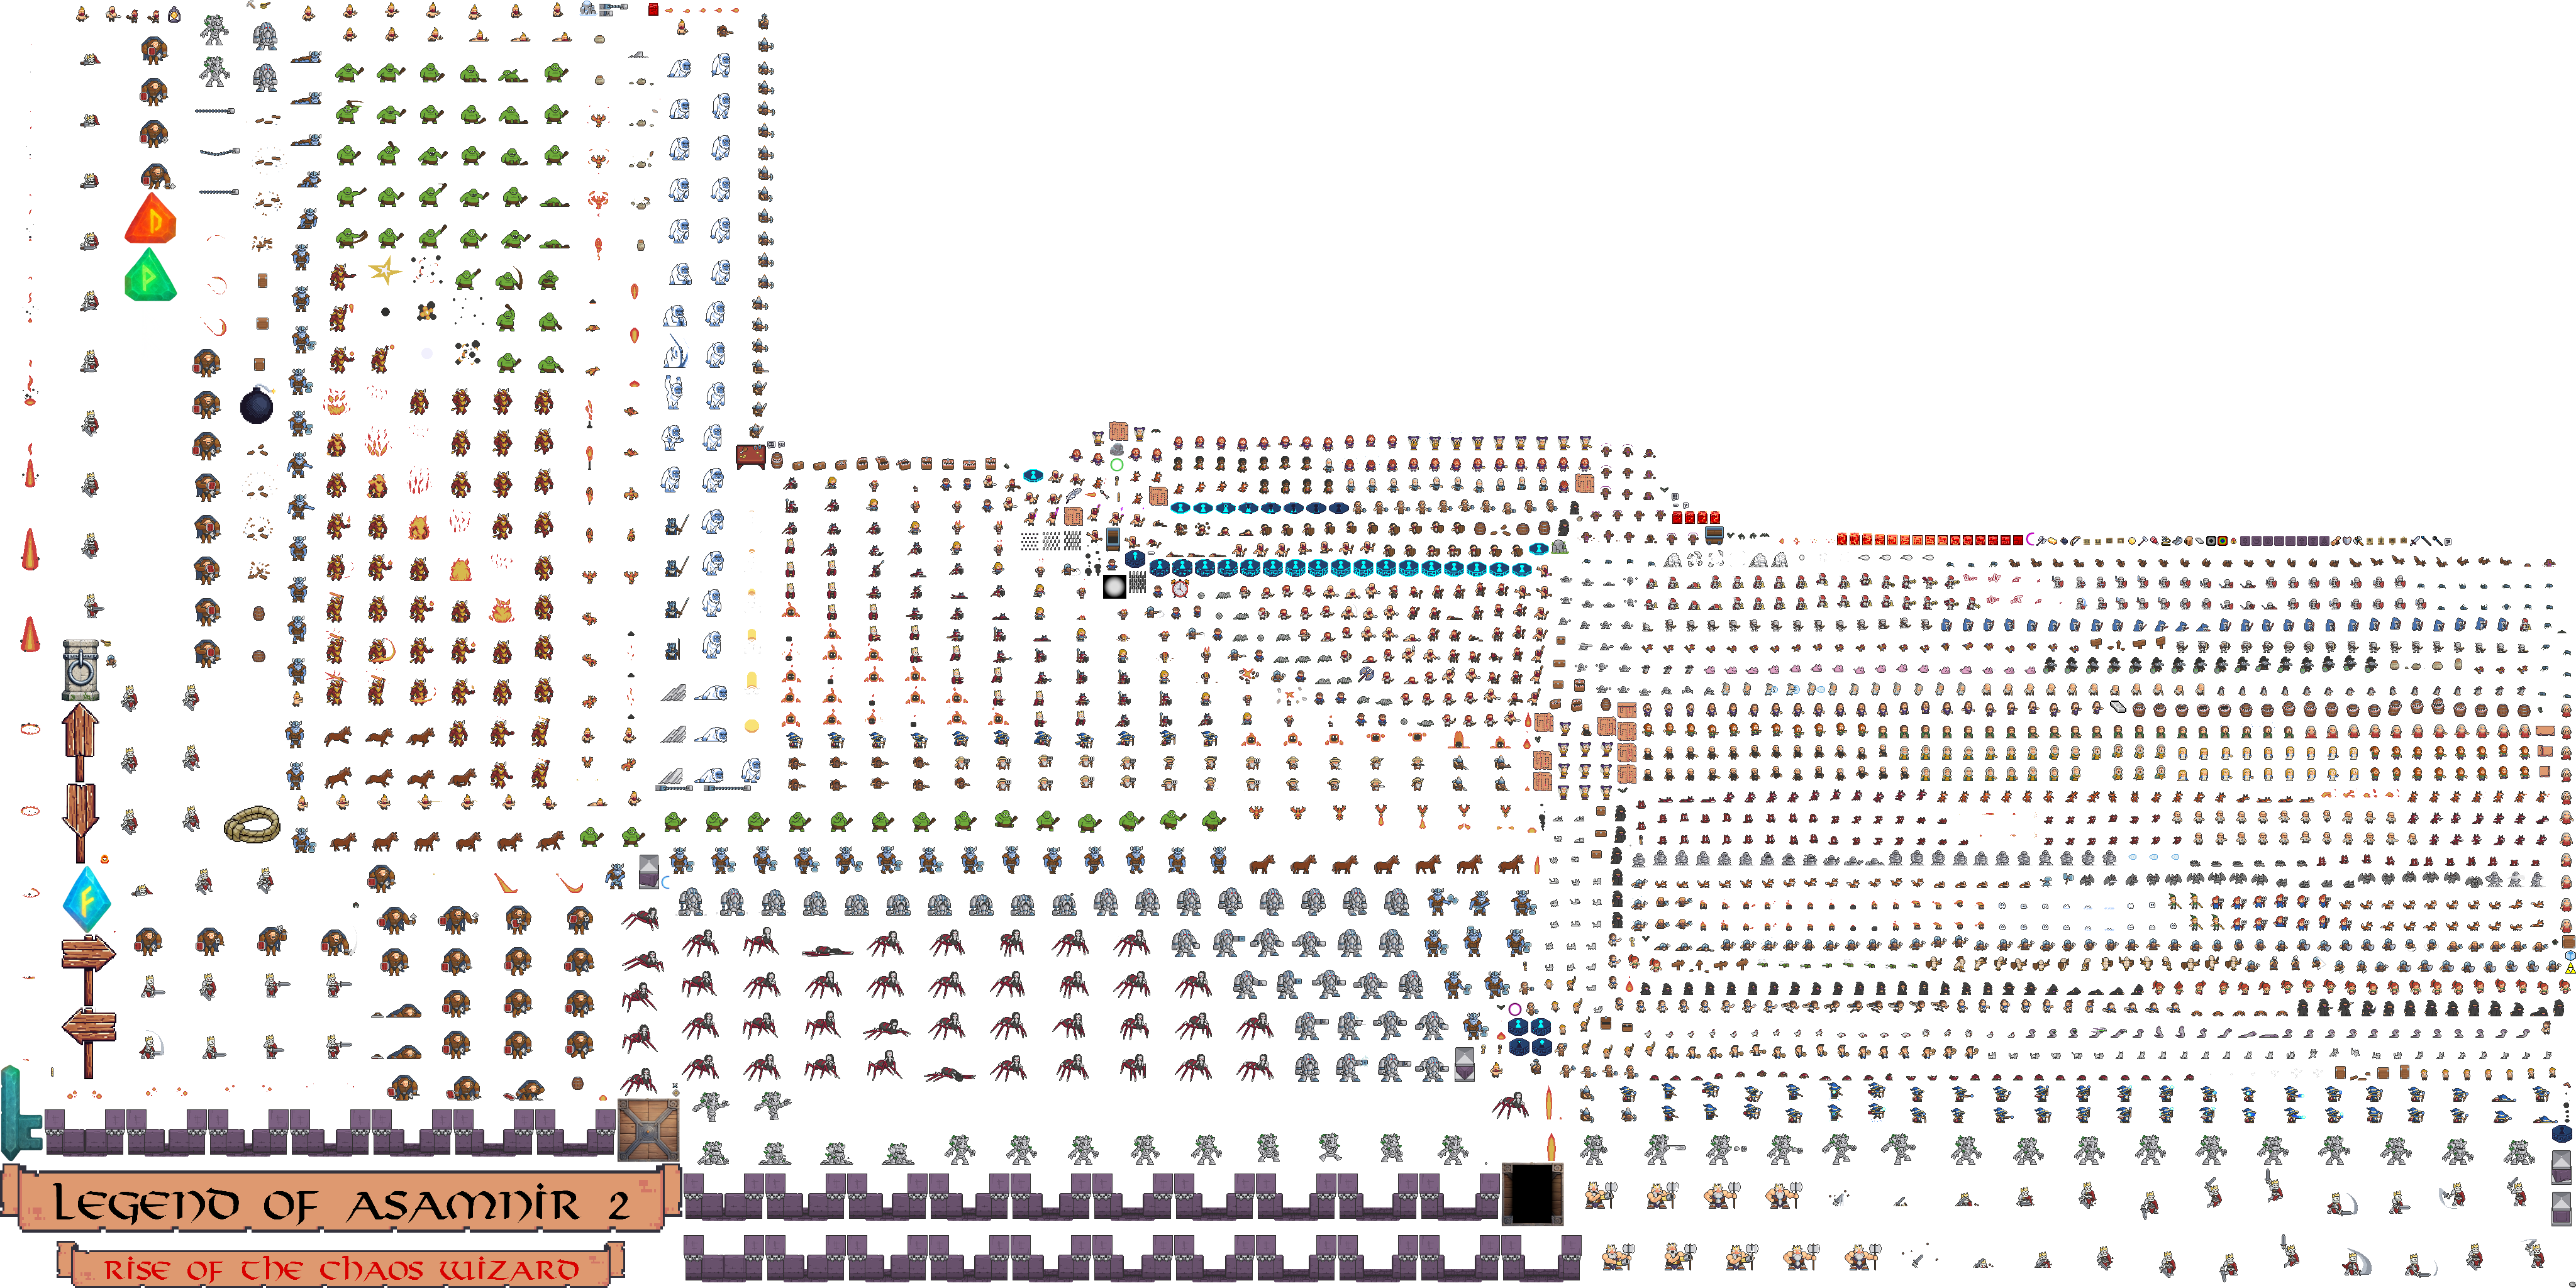 LEGEND OF ASAMNIR 2
RISE OF THE CHAOS WIZARD